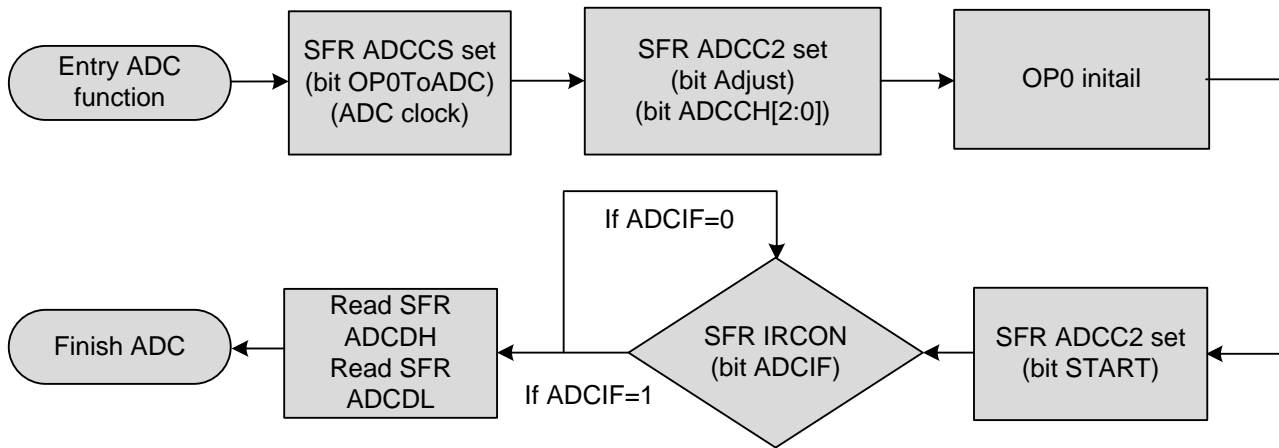 Entry ADC
function
SFR ADCCS set
(bit OP0ToADC)
(ADC clock)
SFR ADCC2 set
(bit Adjust)
(bit ADCCH[2:0])
OP0 initail
If ADCIF=0
Finish ADC
Read SFR
ADCDH
Read SFR
ADCDL
If ADCIF=1
SFR IRCON
(bit ADCIF)
SFR ADCC2 set
(bit START)